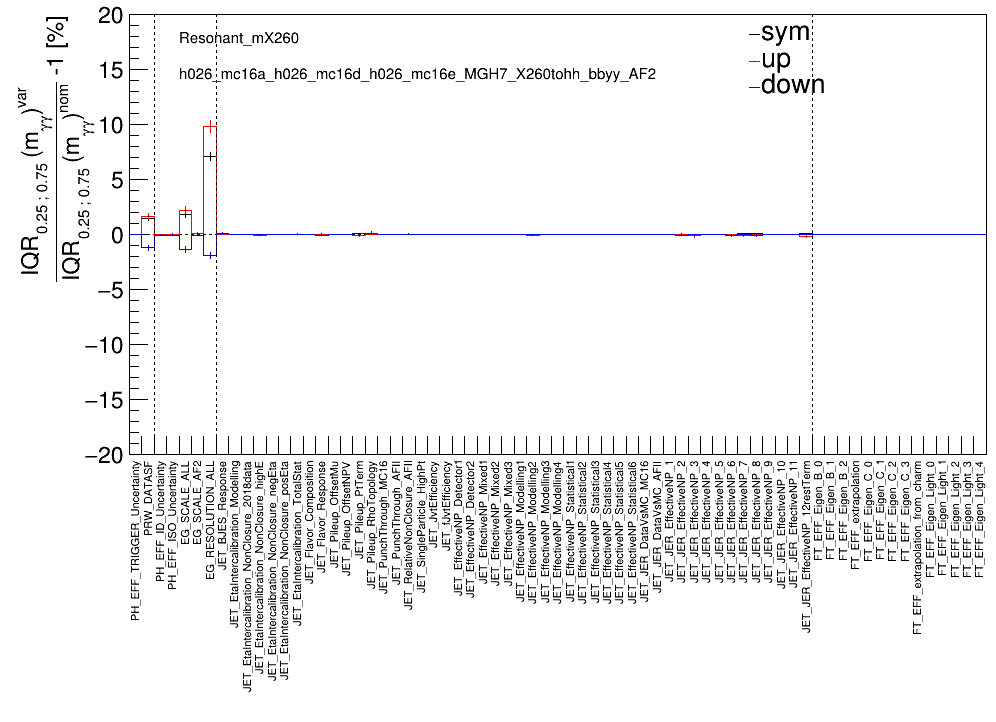 IQR0.25 ; 0.75 (mγγ)var
IQR0.25 ; 0.75 (mγγ)nom -1 [%]
20
15
10
5
0
−5
−10
−15
−20
Resonant_mX260
h026_mc16a_h026_mc16d_h026_mc16e_MGH7_X260tohh_bbyy_AF2
sym
up
down
PH_EFF_TRIGGER_Uncertainty
PRW_DATASF
PH_EFF_ID_Uncertainty
PH_EFF_ISO_Uncertainty
EG_SCALE_ALL
EG_SCALE_AF2
EG_RESOLUTION_ALL
JET_BJES_Response
JET_EtaIntercalibration_Modelling
JET_EtaIntercalibration_NonClosure_2018data
JET_EtaIntercalibration_NonClosure_highE
JET_EtaIntercalibration_NonClosure_negEta
JET_EtaIntercalibration_NonClosure_posEta
JET_EtaIntercalibration_TotalStat
JET_Flavor_Composition
JET_Flavor_Response
JET_Pileup_OffsetMu
JET_Pileup_OffsetNPV
JET_Pileup_PtTerm
JET_Pileup_RhoTopology
JET_PunchThrough_MC16
JET_PunchThrough_AFII
JET_RelativeNonClosure_AFII
JET_SingleParticle_HighPt
JET_JvtEfficiency
JET_fJvtEfficiency
JET_EffectiveNP_Detector1
JET_EffectiveNP_Detector2
JET_EffectiveNP_Mixed1
JET_EffectiveNP_Mixed2
JET_EffectiveNP_Mixed3
JET_EffectiveNP_Modelling1
JET_EffectiveNP_Modelling2
JET_EffectiveNP_Modelling3
JET_EffectiveNP_Modelling4
JET_EffectiveNP_Statistical1
JET_EffectiveNP_Statistical2
JET_EffectiveNP_Statistical3
JET_EffectiveNP_Statistical4
JET_EffectiveNP_Statistical5
JET_EffectiveNP_Statistical6
JET_JER_DataVsMC_MC16
JET_JER_DataVsMC_AFII
JET_JER_EffectiveNP_1
JET_JER_EffectiveNP_2
JET_JER_EffectiveNP_3
JET_JER_EffectiveNP_4
JET_JER_EffectiveNP_5
JET_JER_EffectiveNP_6
JET_JER_EffectiveNP_7
JET_JER_EffectiveNP_8
JET_JER_EffectiveNP_9
JET_JER_EffectiveNP_10
JET_JER_EffectiveNP_11
JET_JER_EffectiveNP_12restTerm
FT_EFF_Eigen_B_0
FT_EFF_Eigen_B_1
FT_EFF_Eigen_B_2
FT_EFF_extrapolation
FT_EFF_Eigen_C_0
FT_EFF_Eigen_C_1
FT_EFF_Eigen_C_2
FT_EFF_Eigen_C_3
FT_EFF_extrapolation_from_charm
FT_EFF_Eigen_Light_0
FT_EFF_Eigen_Light_1
FT_EFF_Eigen_Light_2
FT_EFF_Eigen_Light_3
FT_EFF_Eigen_Light_4